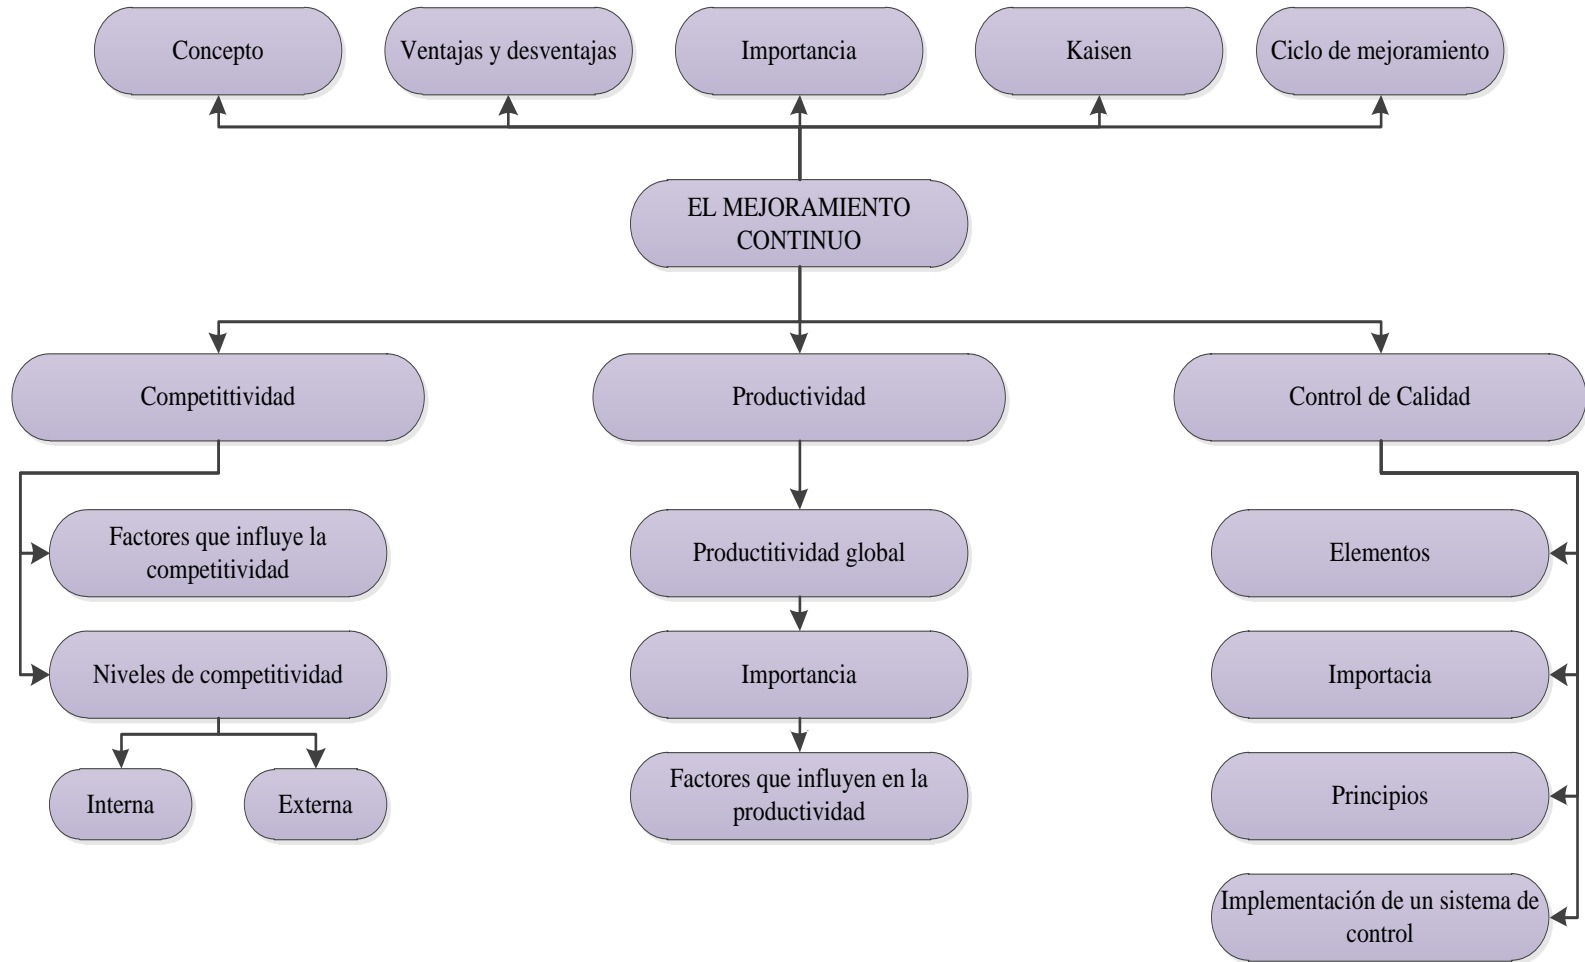 Concepto
Ventajas y desventajas
Importancia
Kaisen
Ciclo de mejoramiento
EL MEJORAMIENTO
CONTINUO
Competittividad
Productividad
Control de Calidad
Factores que influye la
competitividad
Productitividad global
Elementos
Niveles de competitividad
Importancia
Importacia
Interna
Externa
Factores que influyen en la
productividad
Principios
Implementación de un sistema de
control